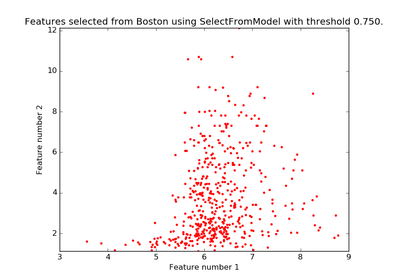 Features selected from Boston using SelectFromModel with threshold 0.750.
12
10
8
6
4
2
Feature number 2
3 4 5 6 7 8 9
Feature number 1